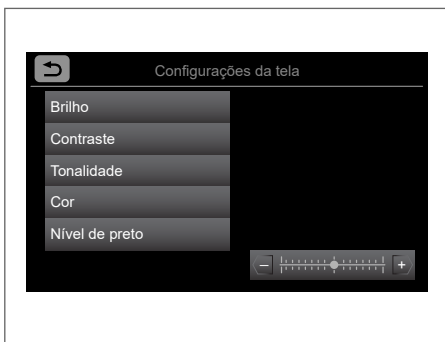 Configurações da tela
Brilho
Contraste
Tonalidade
Cor
Nível de preto